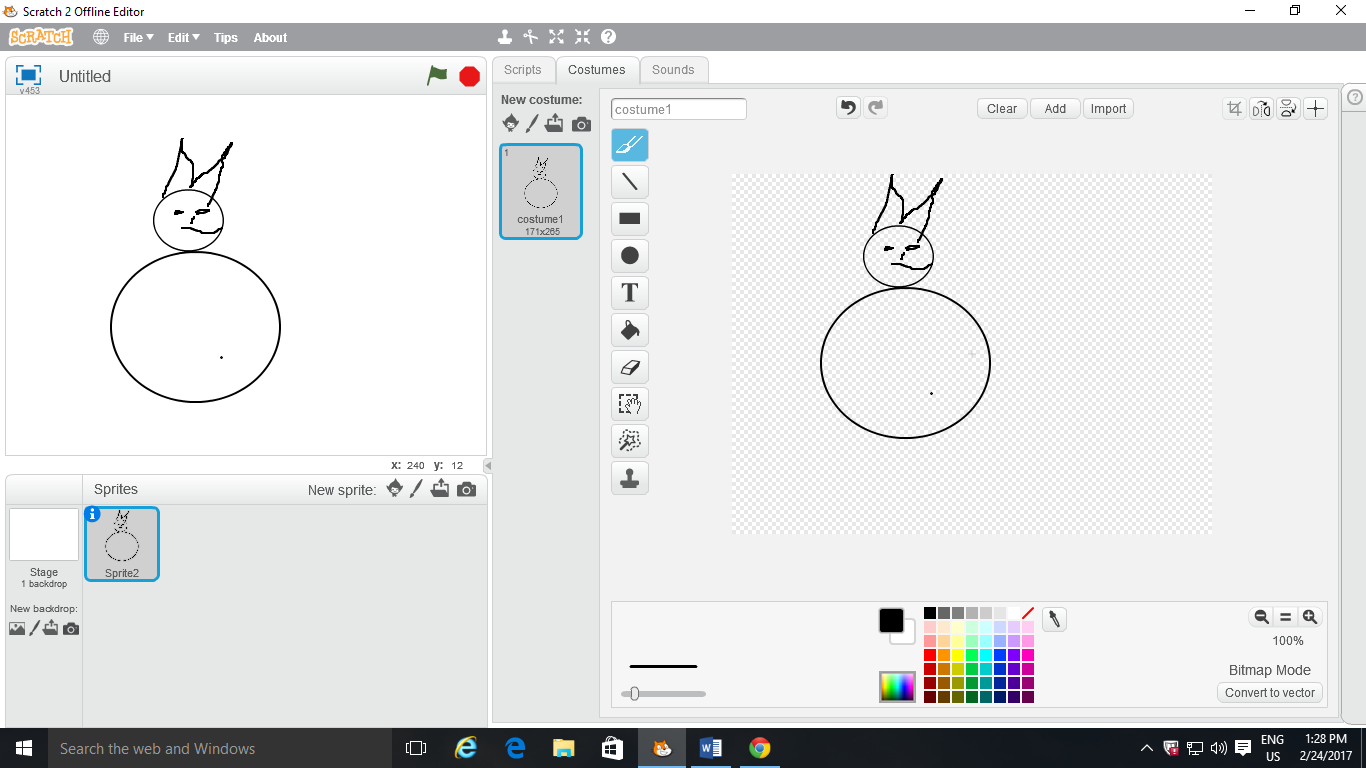 Scratch 2 Offline Editor
SCRATCH File Edit Tips About
v453 Untitled
Scripts Costumes Sounds
New costume:
1
costume1
171x265
costume1
Clear Add Import
T
x: 240 y: 12
Sprites New sprite:
Stage
1 backdrop
New backdrop:
Sprite2
100%
Bitmap Mode
Convert to vector
Search the web and Windows
ENG
US
1:28 PM
2/24/2017